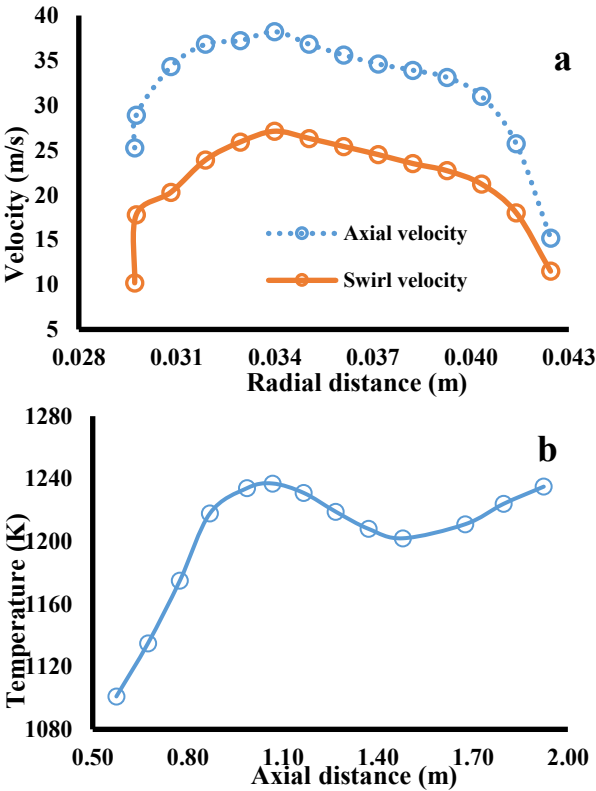 40
35
30
25
20
15
10
5
Velocity (m/s)
a
Axial velocity
Swirl velocity
0.028 0.031 0.034 0.037 0.040 0.043
Radial distance (m)
1280
1240
1200
1160
1120
1080
Temperature (K)
b
0.50 0.80 1.10 1.40 1.70 2.00
Axial distance (m)